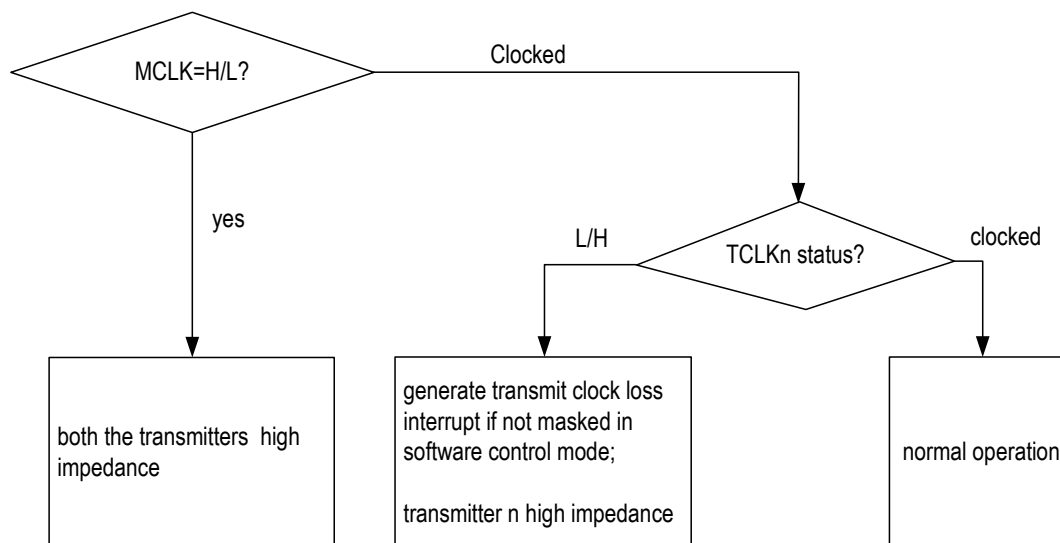 MCLK=H/L?
Clocked
yes
L/H
TCLKn status?
clocked
both the transmitters high
impedance
generate transmit clock loss
interrupt if not masked in
software control mode;
transmitter n high impedance
normal operation